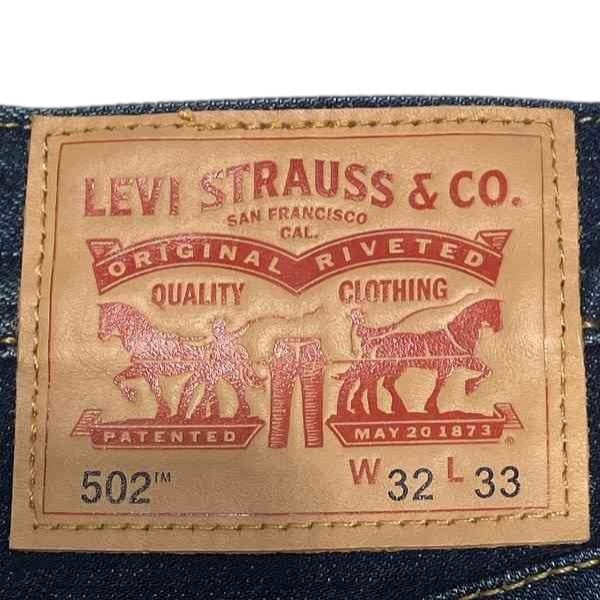 LEVI STRAUSS & CO.
SAN FRANCISCO
CAL.
ORIGINAL RIVETED
QUALITY CLOTHING
PATENTED MAY 20 1873 ®
502™ W 32 L 33